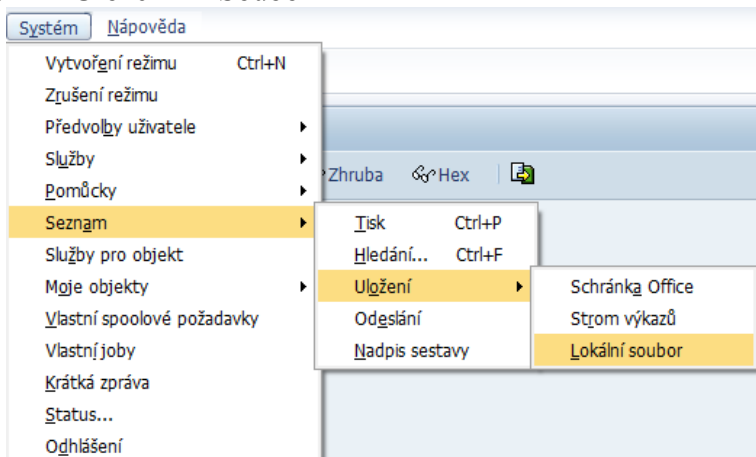 Systém Nápověda
Vytvoření režimu Ctrl+N
Zrušení režimu
Předvolby uživatele
Služby
Zhruba Hex
Pomůcky
Seznam Tisk Ctrl+P
Služby pro objekt Hledání... Ctrl+F
Moje objekty Uložení Schránka Office
Vlastní spoolové požadavky Odeslání Strom výkazů
Vlastní joby Nadpis sestavy Lokální soubor
Krátká zpráva
Status...
Odhlášení